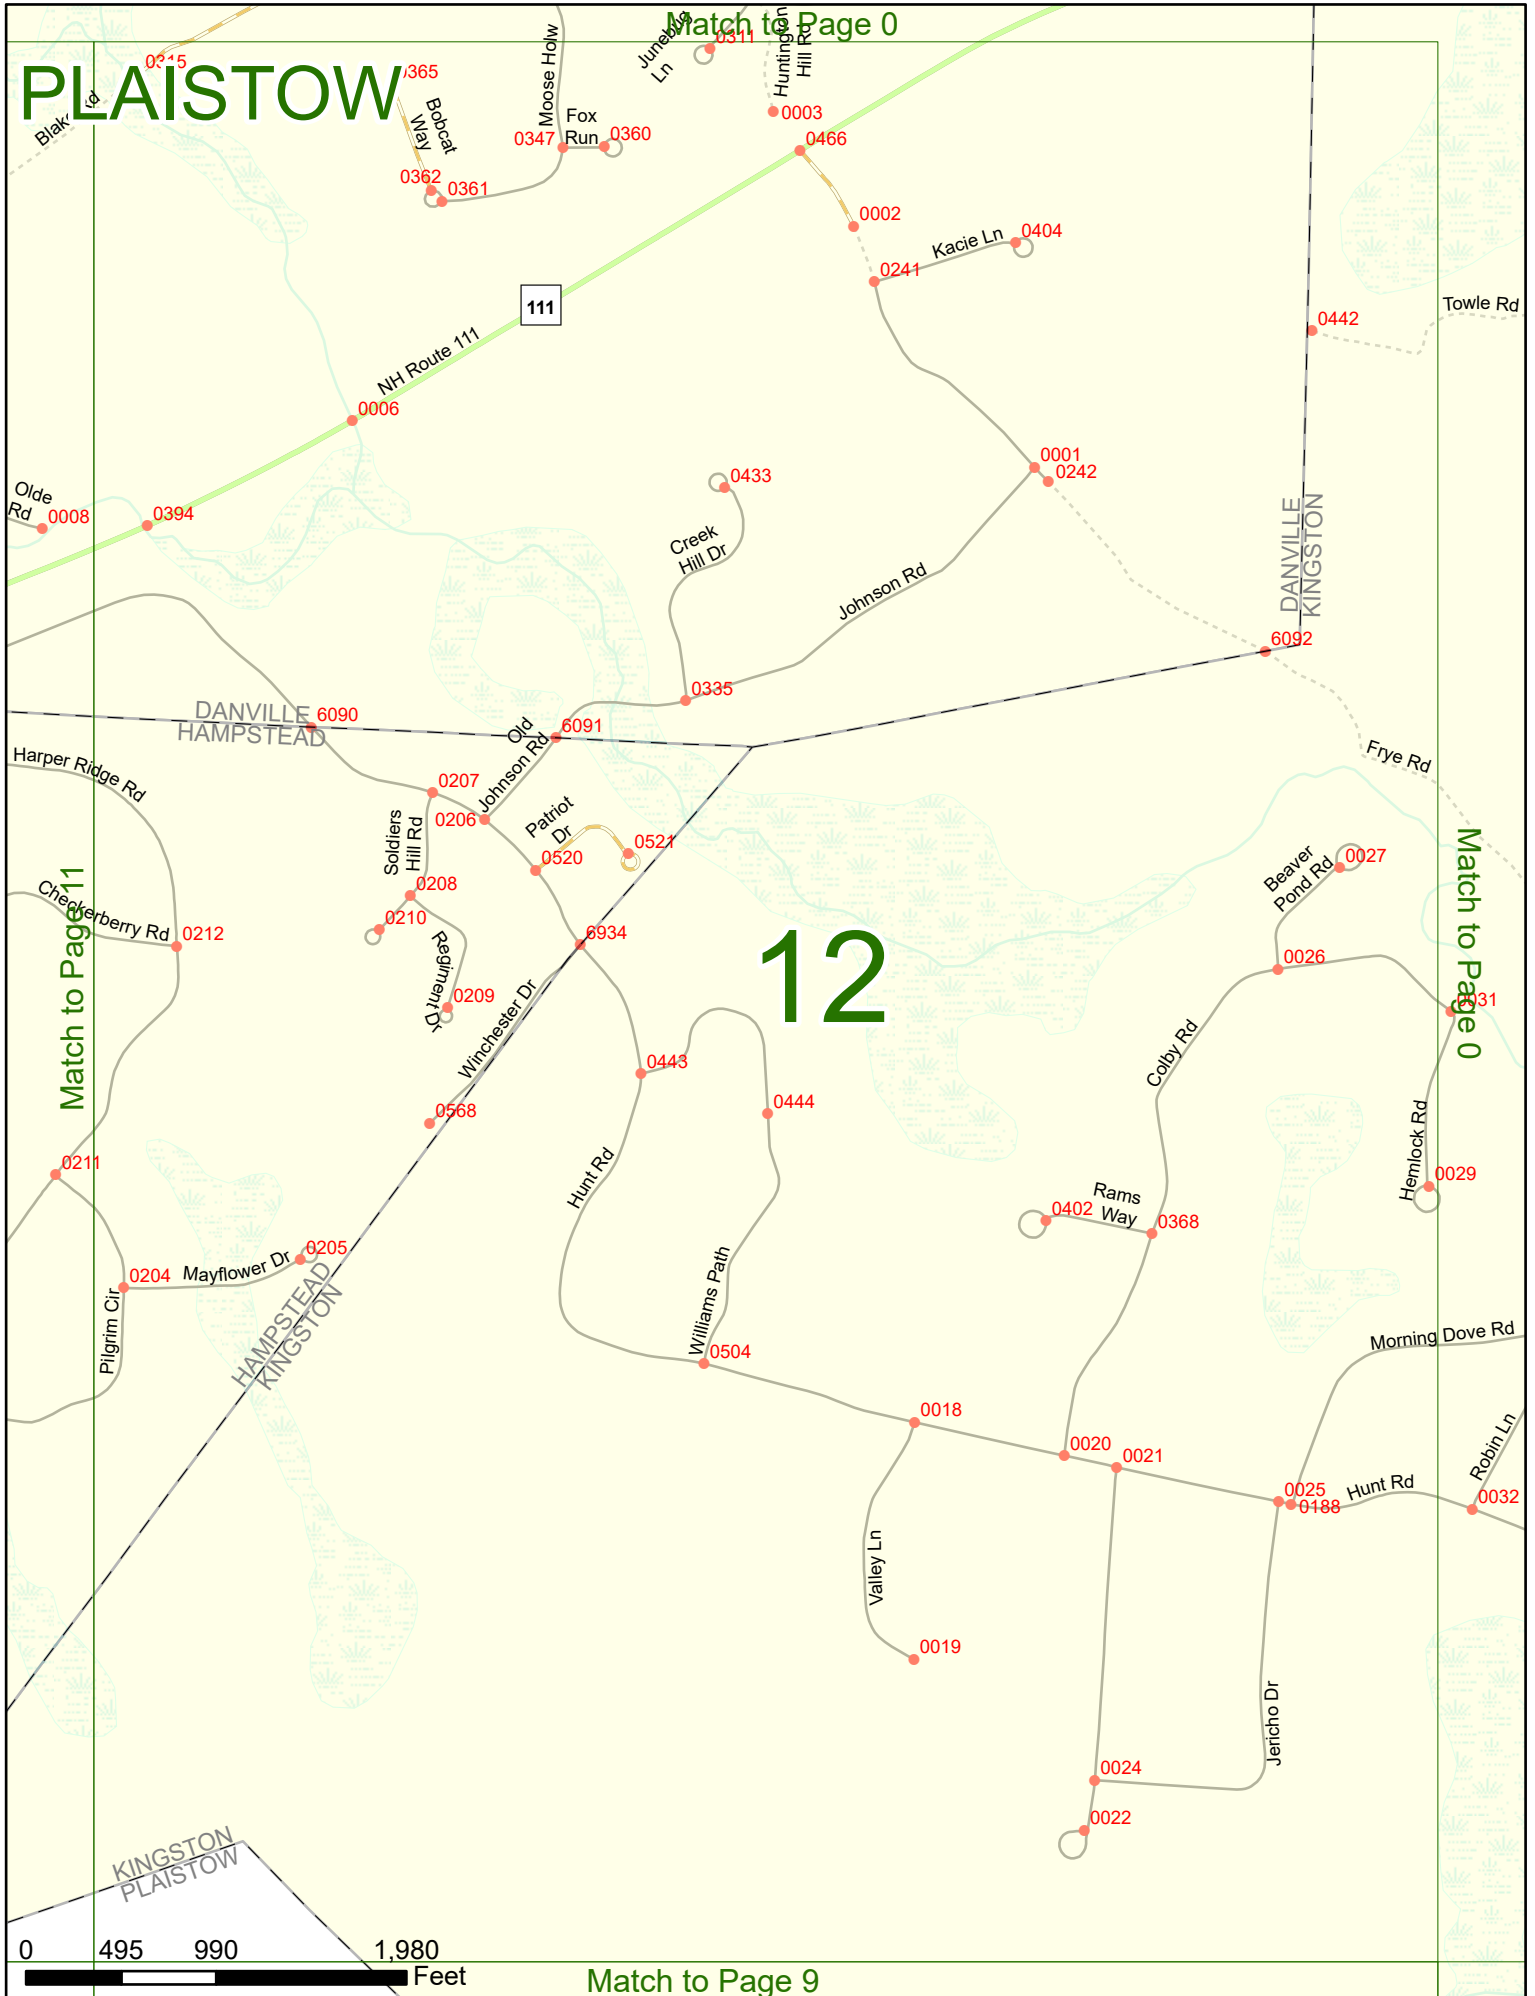 Match to Page 0
PLAISTOW
0315
0365
Bobcat
Way
Moose Holw
Junebug
Ln
0311
Huntington
Hill Rd
0003
Fox
Run
0347
0360
0466
0362
0361
0002
Kacie Ln
0404
0241
111
NH Route 111
0442
Towle Rd
0006
0001
0242
0433
Olde
Rd
0008
0394
Creek
Hill Dr
Johnson Rd
DANVILLE
KINGSTON
6092
0335
DANVILLE
HAMPSTEAD
6090
Old
Johnson Rd
6091
Frye Rd
Harper Ridge Rd
0207
0206
Soldiers
Hill Rd
Patriot
Dr
0521
0520
Beaver
Pond Rd
0027
Match to Page 11
Checkerberry Rd
0212
0208
0210
Regiment Dr
0209
6934
12
0026
Match to Page 0
0031
Winchester Dr
0443
0444
0568
Colby Rd
Hunt Rd
0211
Rams
Way
0402
0368
Hemlock Rd
0029
0205
Mayflower Dr
0204
Pilgrim Cir
HAMPSTEAD
KINGSTON
Williams Path
0504
Morning Dove Rd
0018
0020
0021
0025
0188
Hunt Rd
Robin Ln
0032
Valley Ln
0019
Jericho Dr
0024
0022
KINGSTON
PLAISTOW
0 495 990 1,980
Feet
Match to Page 9